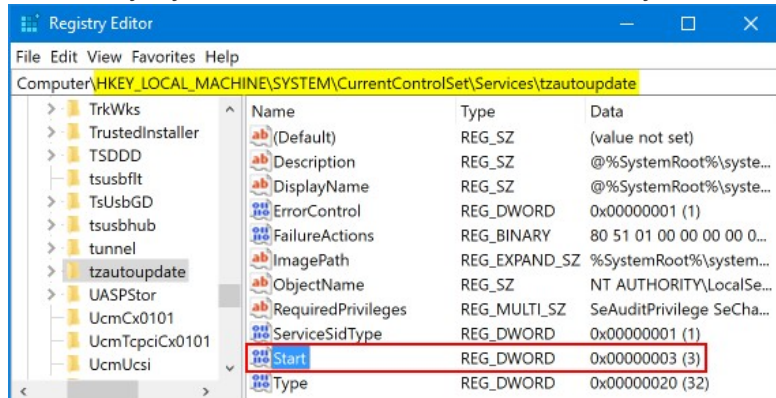 Registry Editor
File Edit View Favorites Help
Computer\HKEY_LOCAL_MACHINE\SYSTEM\CurrentControlSet\Services\tzautoupdate
TrkWks
TrustedInstaller
TSDDD
tsusbflt
TsUsbGD
tsusbhub
tunnel
tzautoupdate
UASPStor
UcmCx0101
UcmTcpciCx0101
UcmUcsi
Name Type Data
(Default) REG_SZ (value not set)
Description REG_SZ @%SystemRoot%\syste...
DisplayName REG_SZ @%SystemRoot%\syste...
ErrorControl REG_DWORD 0x00000001 (1)
FailureActions REG_BINARY 80 51 01 00 00 00 00 0...
ImagePath REG_EXPAND_SZ %SystemRoot%\system...
ObjectName REG_SZ NT AUTHORITY\LocalSe...
RequiredPrivileges REG_MULTI_SZ SeAuditPrivilege SeCha...
ServiceSidType REG_DWORD 0x00000001 (1)
Start REG_DWORD 0x00000003 (3)
Type REG_DWORD 0x00000020 (32)